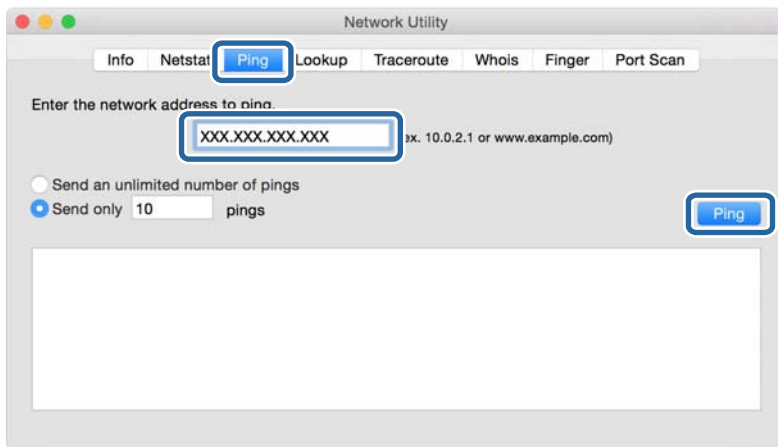 Network Utility
Info Netstat Ping Lookup Traceroute Whois Finger Port Scan
Enter the network address to ping.
XXX.XXX.XXX.XXX ex. 10.0.2.1 or www.example.com)
Send an unlimited number of pings
Send only 10 pings
Ping